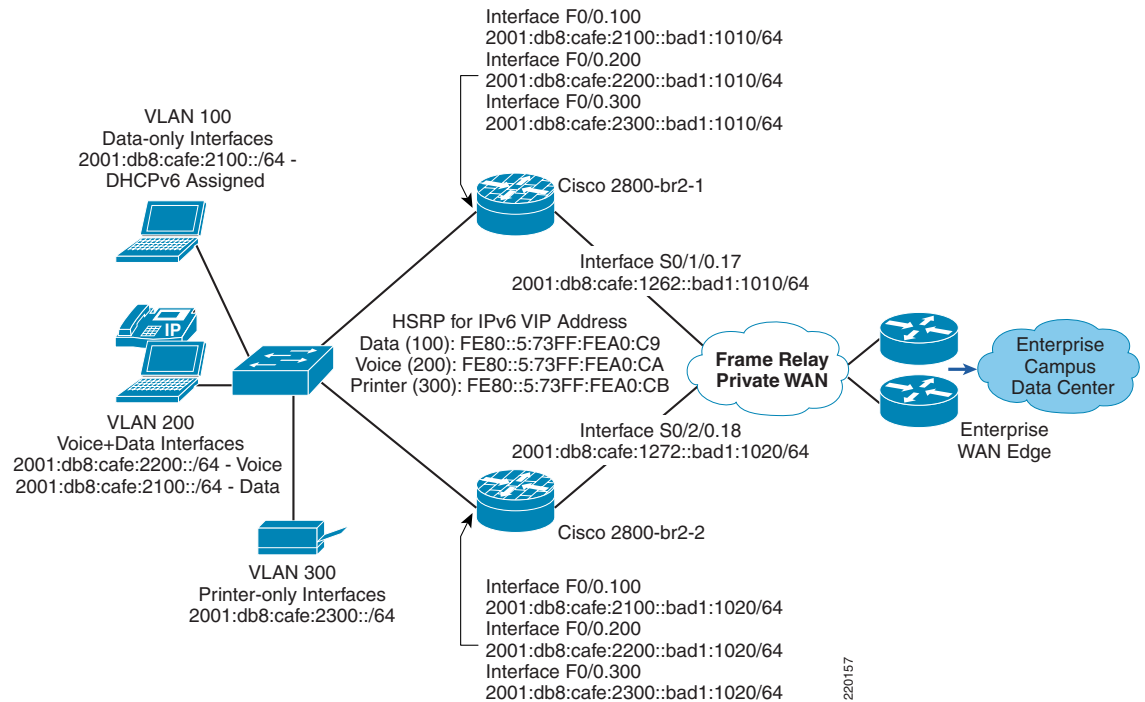 Interface F0/0.100
2001:db8:cafe:2100::bad1:1010/64
Interface F0/0.200
2001:db8:cafe:2200::bad1:1010/64
Interface F0/0.300
2001:db8:cafe:2300::bad1:1010/64
VLAN 100
Data-only Interfaces
2001:db8:cafe:2100::/64 -
DHCPv6 Assigned
Cisco 2800-br2-1
Interface S0/1/0.17
2001:db8:cafe:1262::bad1:1010/64
IP
HSRP for IPv6 VIP Address
Data (100): FE80::5:73FF:FEA0:C9
Voice (200): FE80::5:73FF:FEA0:CA
Printer (300): FE80::5:73FF:FEA0:CB
Frame Relay
Private WAN
Enterprise
Campus
Data Center
VLAN 200
Voice+Data Interfaces
2001:db8:cafe:2200::/64 - Voice
2001:db8:cafe:2100::/64 - Data
Interface S0/2/0.18
2001:db8:cafe:1272::bad1:1020/64
Enterprise
WAN Edge
Cisco 2800-br2-2
VLAN 300
Printer-only Interfaces
2001:db8:cafe:2300::/64
Interface F0/0.100
2001:db8:cafe:2100::bad1:1020/64
Interface F0/0.200
2001:db8:cafe:2200::bad1:1020/64
Interface F0/0.300
2001:db8:cafe:2300::bad1:1020/64
220157